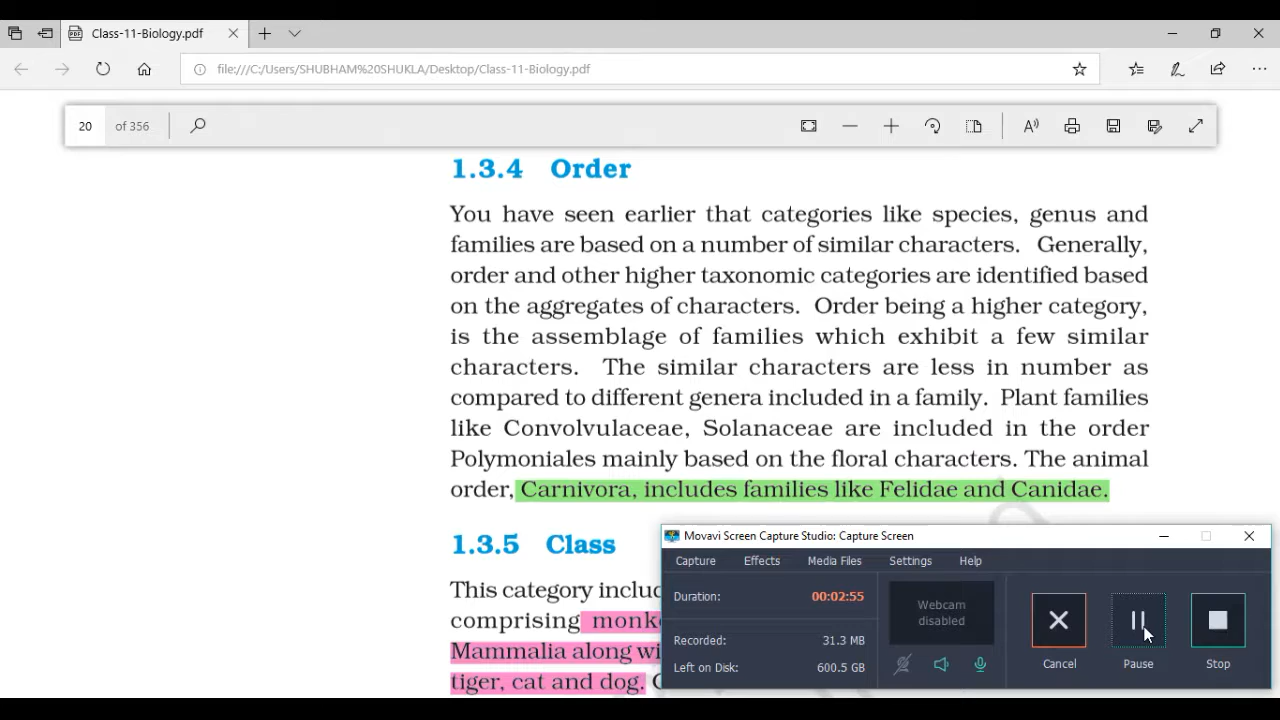 Class-11-Biology.pdf
file:///C:/Users/SHUBHAM%20SHUKLA/Desktop/Class-11-Biology.pdf
20 of 356
1.3.4 Order
You have seen earlier that categories like species, genus and
families are based on a number of similar characters. Generally,
order and other higher taxonomic categories are identified based
on the aggregates of characters. Order being a higher category,
is the assemblage of families which exhibit a few similar
characters. The similar characters are less in number as
compared to different genera included in a family. Plant families
like Convolvulaceae, Solanaceae are included in the order
Polymoniales mainly based on the floral characters. The animal
order, Carnivora, includes families like Felidae and Canidae.
1.3.5 Class
This category
comprising
Mammalia along
tiger, cat and dog.
Movavi Screen Capture Studio: Capture Screen
Capture Effects Media Files Settings Help
Duration: 00:02:55
Webcam
disabled
Recorded: 31.3 MB
Left on Disk: 600.5 GB
Cancel Pause Stop